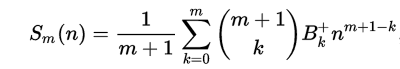 S_m(n) = \frac{1}{m+1} \sum_{k=0}^{m} \binom{m+1}{k} B_k^+ n^{m+1-k}.